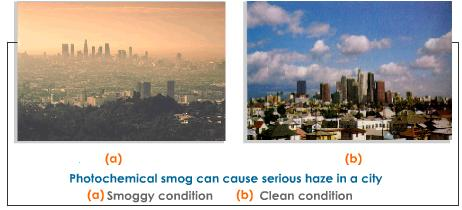 (a) (b)
Photochemical smog can cause serious haze in a city
(a) Smoggy condition (b) Clean condition